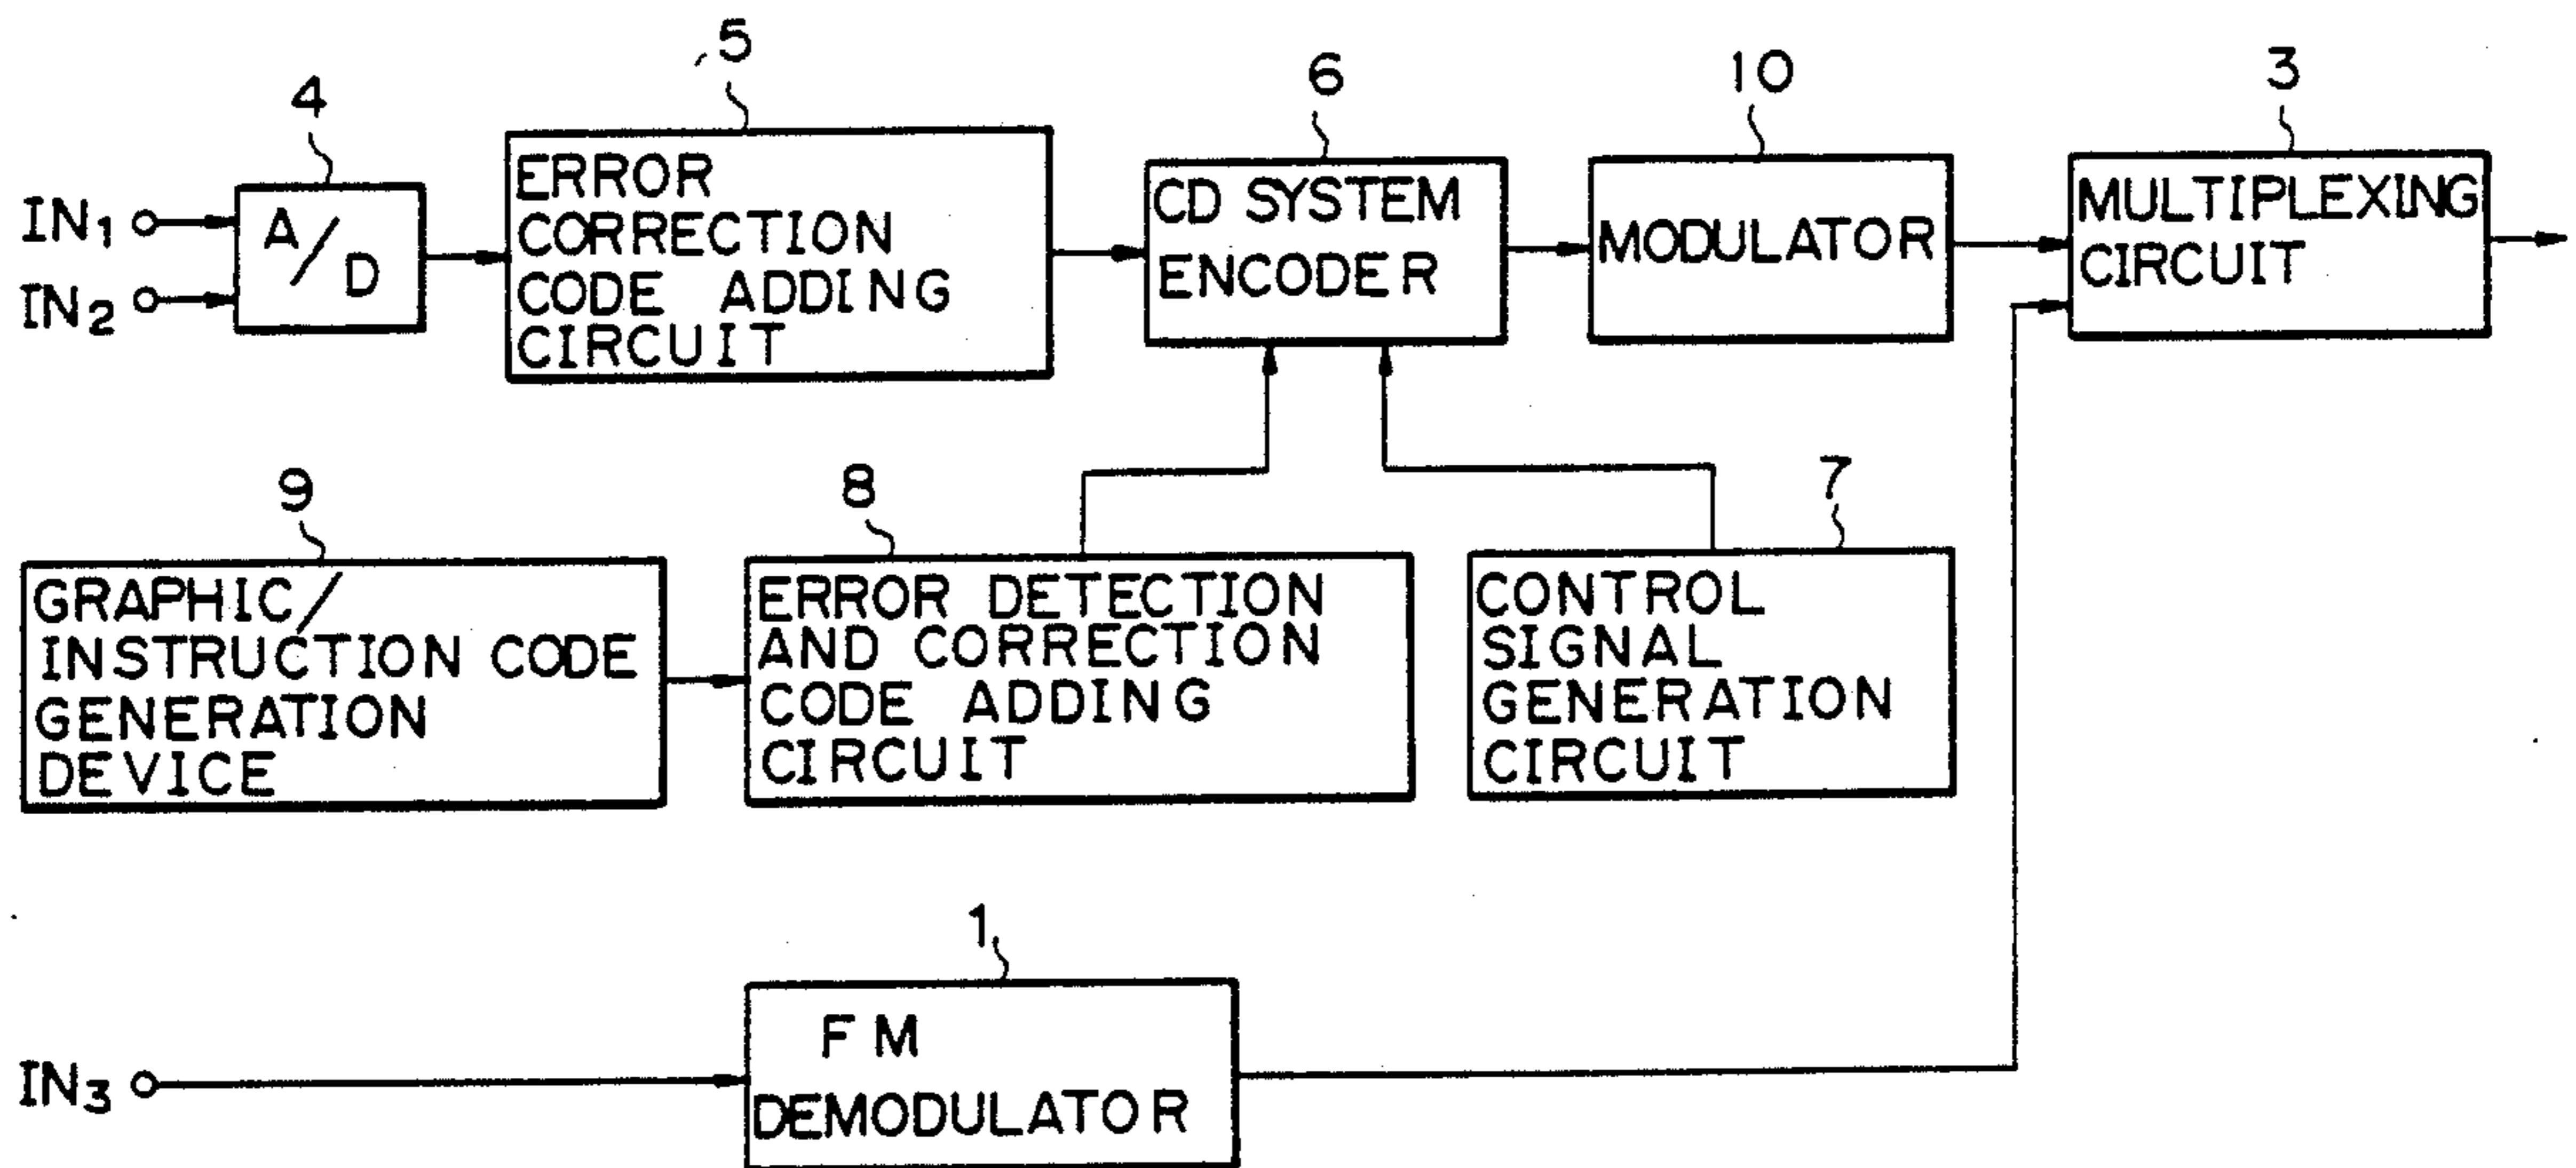 5
4
6
10
3
IN1
IN2
A/D
ERROR
CORRECTION
CODE ADDING
CIRCUIT
CD SYSTEM
ENCODER
MODULATOR
MULTIPLEXING
CIRCUIT
9
8
7
GRAPHIC/
INSTRUCTION CODE
GENERATION
DEVICE
ERROR DETECTION
AND CORRECTION
CODE ADDING
CIRCUIT
CONTROL
SIGNAL
GENERATION
CIRCUIT
1
IN3
FM
DEMODULATOR